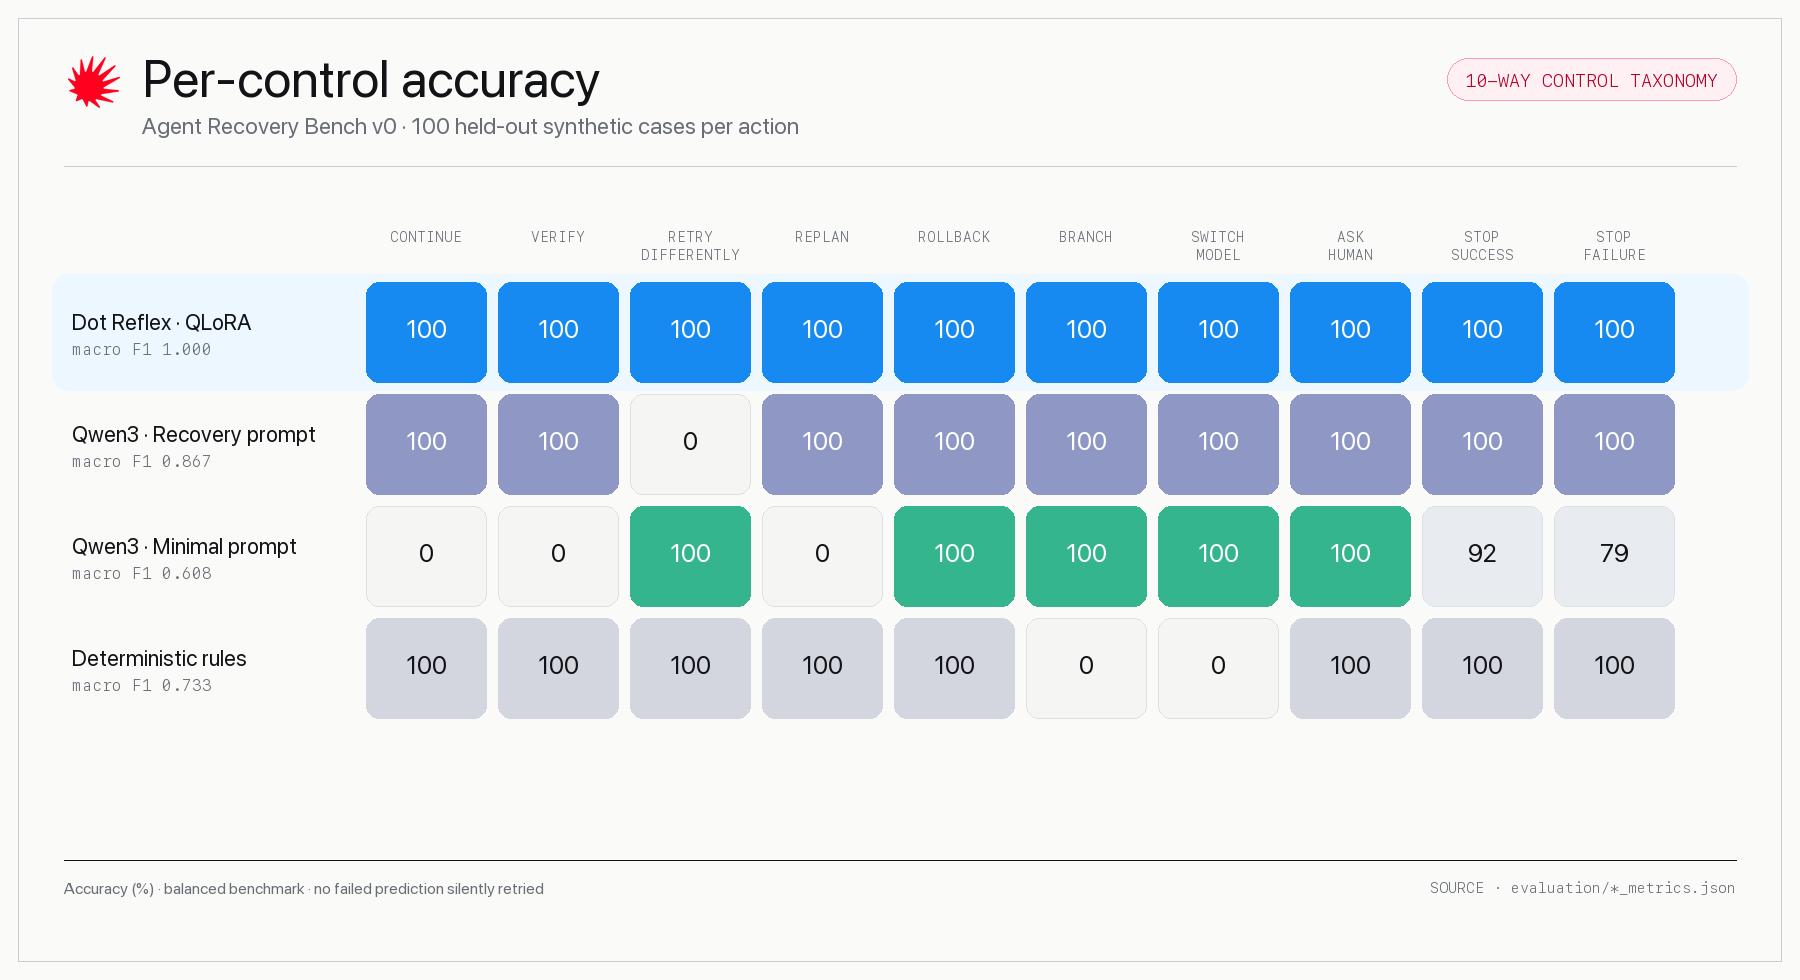 Per-control accuracy
10-WAY CONTROL TAXONOMY
Agent Recovery Bench v0 · 100 held-out synthetic cases per action
CONTINUE VERIFY RETRY DIFFERENTLY REPLAN ROLLBACK BRANCH SWITCH MODEL ASK HUMAN STOP SUCCESS STOP FAILURE
Dot Reflex · QLoRA
macro F1 1.000
100 100 100 100 100 100 100 100 100 100
Qwen3 · Recovery prompt
macro F1 0.867
100 100 0 100 100 100 100 100 100 100
Qwen3 · Minimal prompt
macro F1 0.608
0 0 100 0 100 100 100 100 92 79
Deterministic rules
macro F1 0.733
100 100 100 100 100 0 0 100 100 100
Accuracy (%) · balanced benchmark · no failed prediction silently retried
SOURCE · evaluation/*_metrics.json